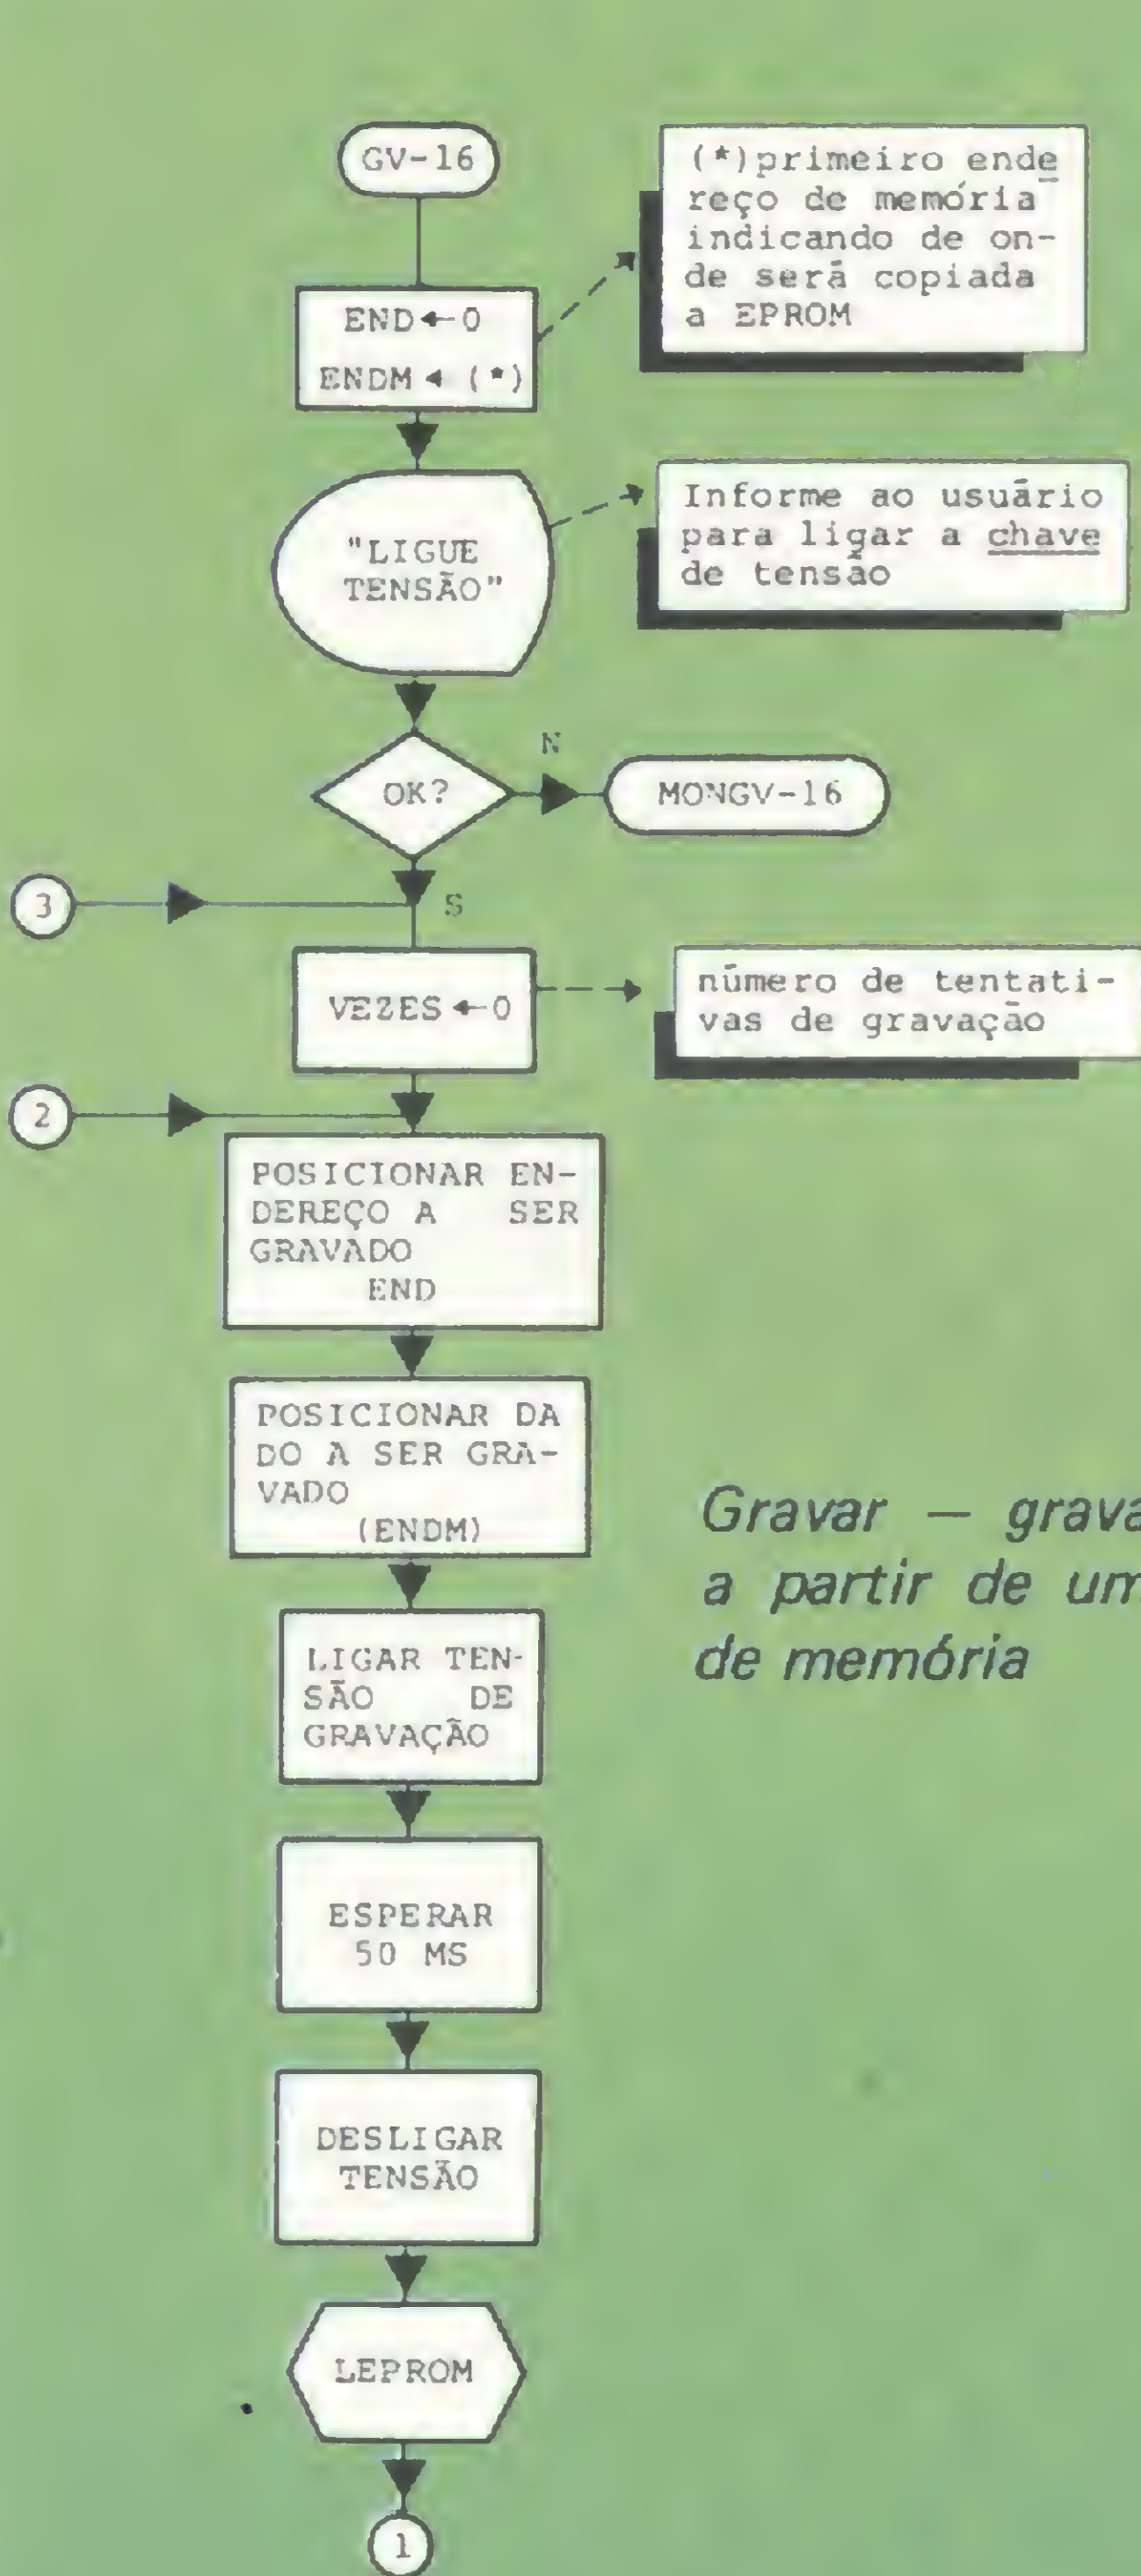 GV-16
(*)primeiro ende
reço de memória
indicando de on-
de será copiada
a EPROM
END←0
ENDM←(*)
Informe ao usuário
para ligar a chave
de tensão
"LIGUE
TENSÃO"
OK?
N
MONGV-16
3
S
VEZES←0
número de tentati-
vas de gravação
2
POSICIONAR EN-
DEREÇO A SER
GRAVADO
END
POSICIONAR DA
DO A SER GRA-
VADO
(ENDM)
Gravar — grava
a partir de um
de memória
LIGAR TEN-
SÃO DE
GRAVAÇÃO
ESPERAR
50 MS
DESLIGAR
TENSÃO
LEPROM
1